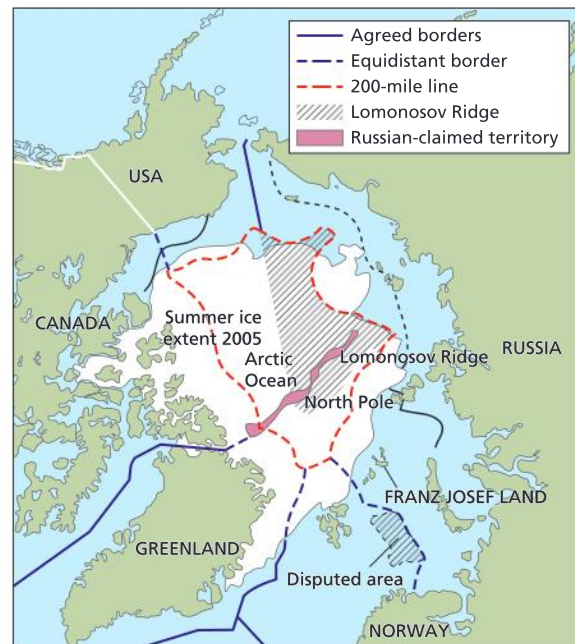 Agreed borders
Equidistant border
200-mile line
Lomonosov Ridge
Russian-claimed territory
USA
CANADA
Summer ice
extent 2005
Arctic
Ocean
Lomonosov Ridge
RUSSIA
North Pole
FRANZ JOSEF LAND
GREENLAND
Disputed area
NORWAY